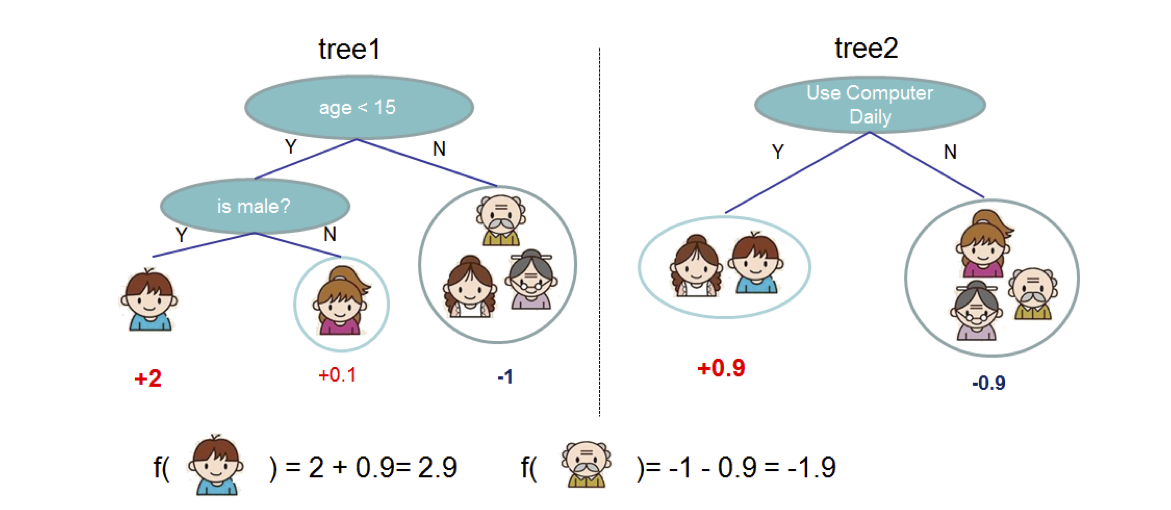 tree1
age < 15
Y
N
is male?
Y
N
+2
+0.1
-1
tree2
Use Computer
Daily
Y
N
+0.9
-0.9
f( ) = 2 + 0.9= 2.9
f( )= -1 - 0.9 = -1.9